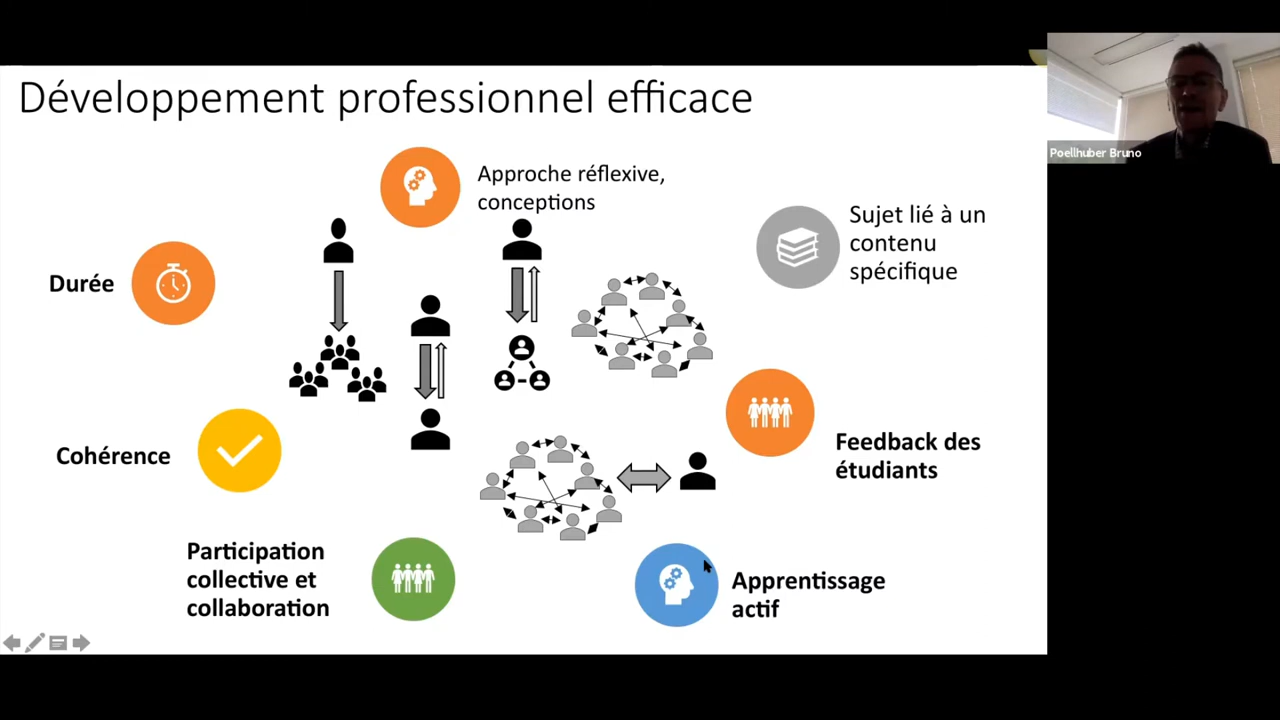 Développement professionnel efficace
Poellhuber Bruno
Approche réflexive,
conceptions
Sujet lié à un
contenu
spécifique
Durée
Cohérence
Feedback des
étudiants
Participation
collective et
collaboration
Apprentissage
actif